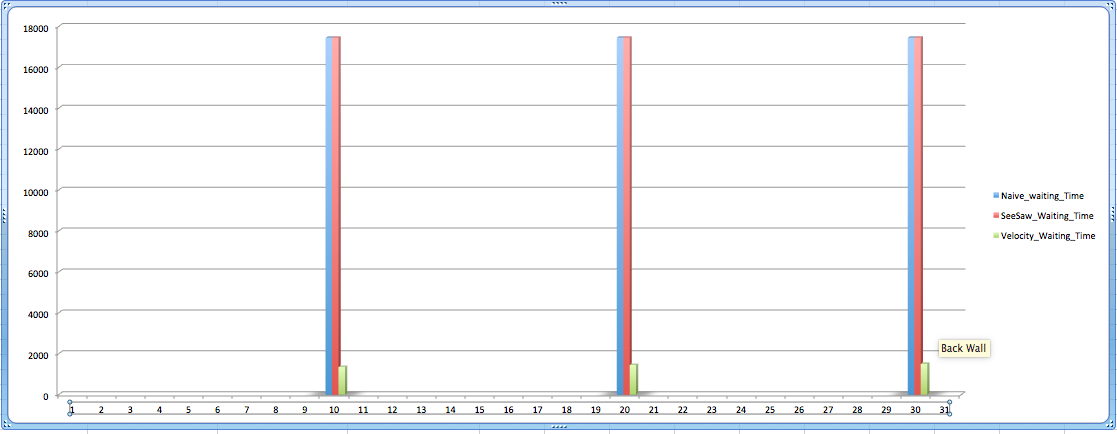 18000
16000
14000
12000
10000
8000
6000
4000
2000
0
1 2 3 4 5 6 7 8 9 10 11 12 13 14 15 16 17 18 19 20 21 22 23 24 25 26 27 28 29 30 31
Naive_waiting_Time
SeeSaw_Waiting_Time
Velocity_Waiting_Time
Back Wall